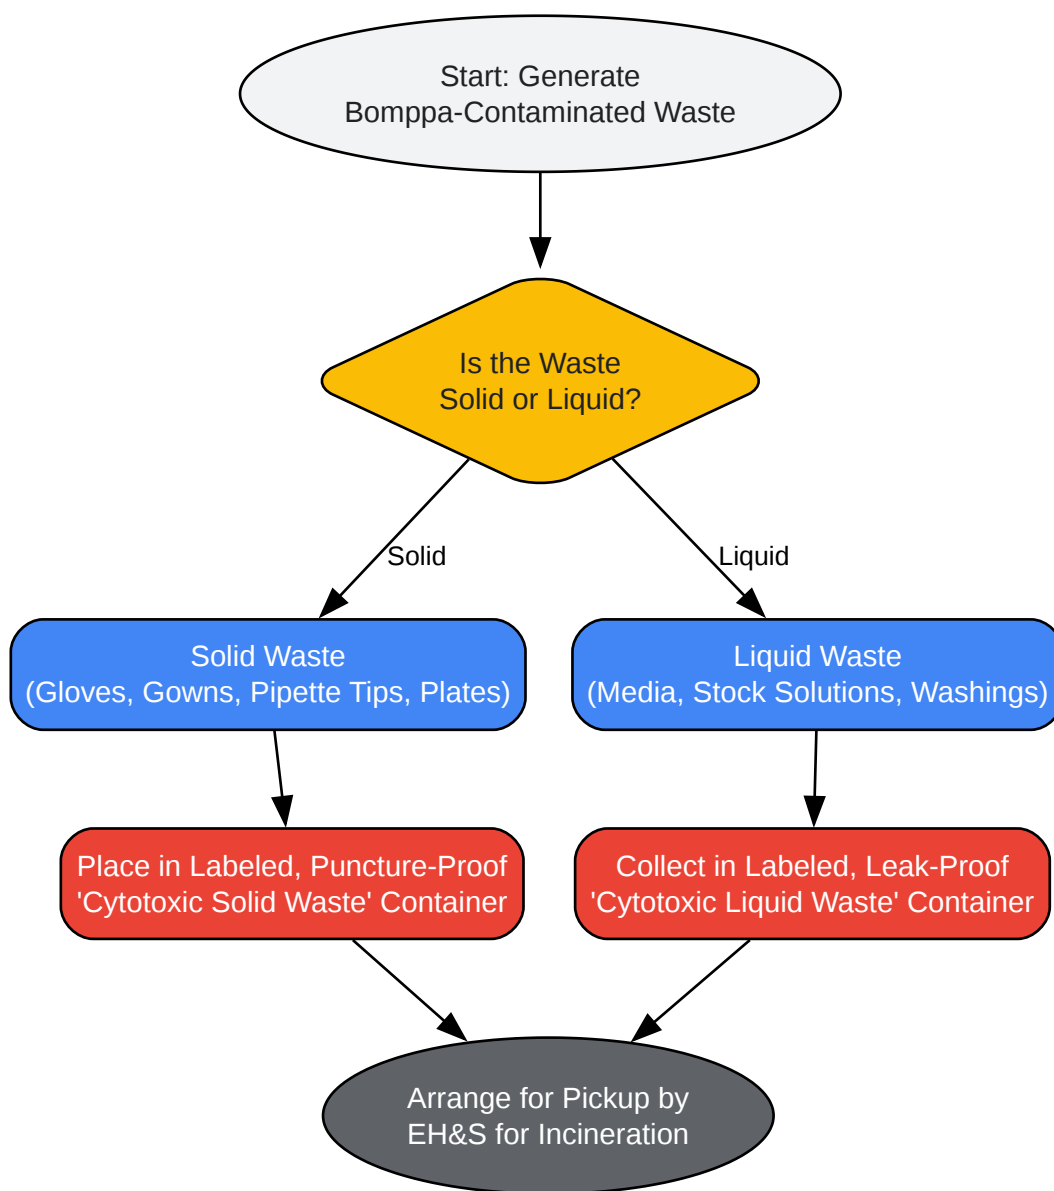 Start: Generate
Bomppa-Contaminated Waste
Is the Waste
Solid or Liquid?
Solid
Liquid
Solid Waste
(Gloves, Gowns, Pipette Tips, Plates)
Liquid Waste
(Media, Stock Solutions, Washings)
Place in Labeled, Puncture-Proof
'Cytotoxic Solid Waste' Container
Collect in Labeled, Leak-Proof
'Cytotoxic Liquid Waste' Container
Arrange for Pickup by
EH&S for Incineration